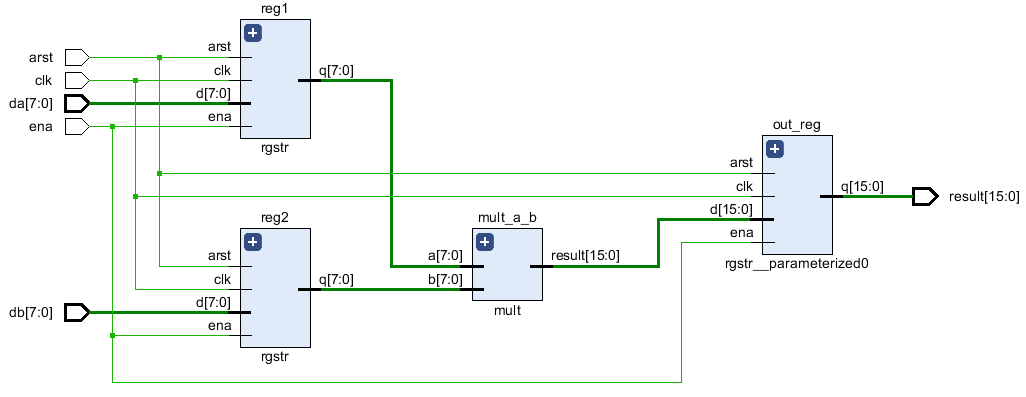 reg1
arst
clk
d[7:0]
ena
q[7:0]
rgstr
arst
clk
da[7:0]
ena
out_reg
arst
clk
d[15:0]
ena
q[15:0]
rgstr__parameterized0
result[15:0]
reg2
arst
clk
d[7:0]
ena
q[7:0]
rgstr
db[7:0]
mult_a_b
a[7:0]
b[7:0]
result[15:0]
mult